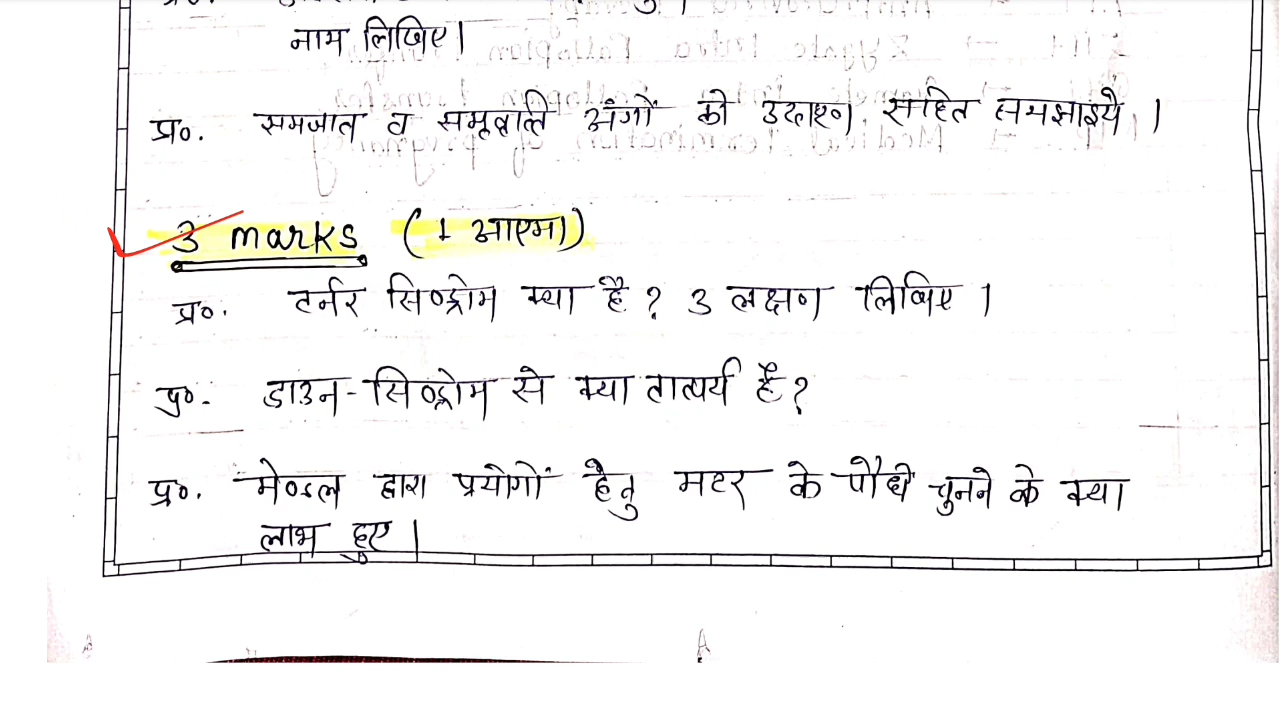 नाम लिखिए।
प्र०. समजात व समवृत्ति अंगों को उदाहरण सहित समझाइये।
3 marks (1 आएगा)
प्र०. टर्नर सिण्ड्रोम क्या है? 3 लक्षण लिखिए।
प्र०. डाउन-सिण्ड्रोम से क्या तात्पर्य है?
प्र०. मेण्डल द्वारा प्रयोगों हेतु मटर के पौधे चुनने के क्या
लाभ हुए।